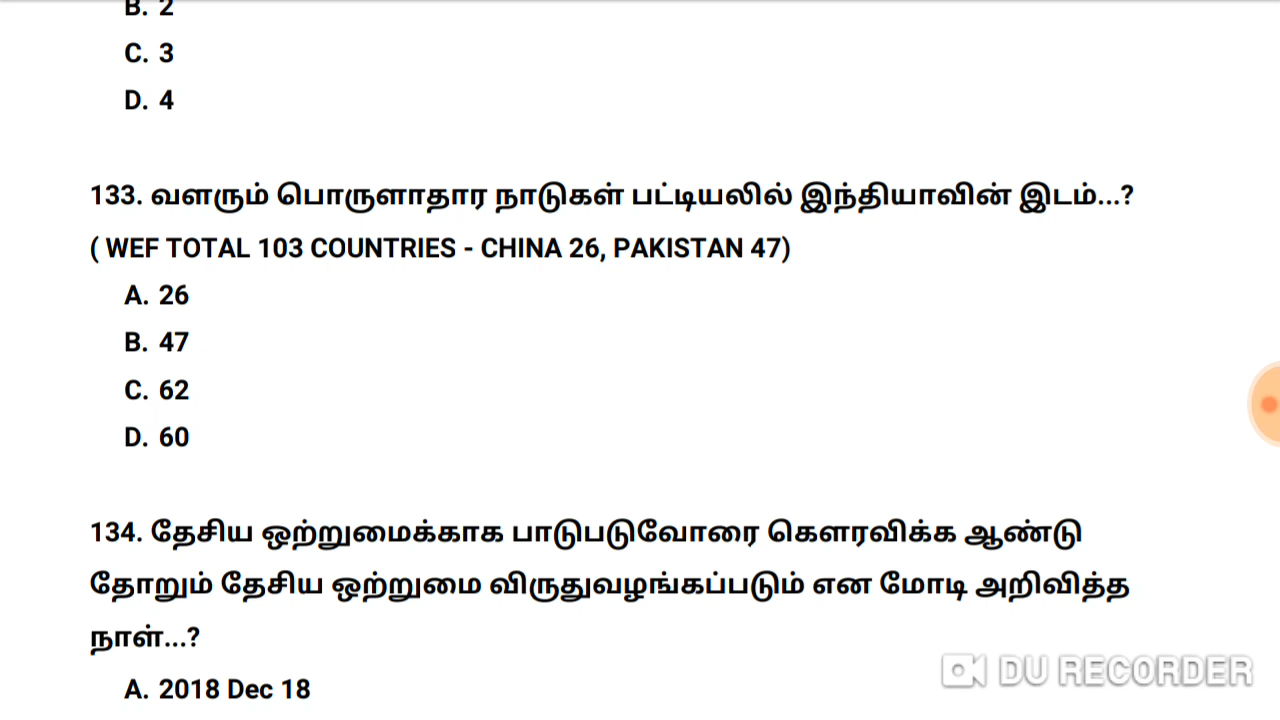 B. 2
C. 3
D. 4
133. வளரும் பொருளாதார நாடுகள் பட்டியலில் இந்தியாவின் இடம்...?
( WEF TOTAL 103 COUNTRIES - CHINA 26, PAKISTAN 47)
A. 26
B. 47
C. 62
D. 60
134. தேசிய ஒற்றுமைக்காக பாடுபடுவோரை கௌரவிக்க ஆண்டு
தோறும் தேசிய ஒற்றுமை விருதுவழங்கப்படும் என மோடி அறிவித்த
நாள்...?
A. 2018 Dec 18
DU RECORDER